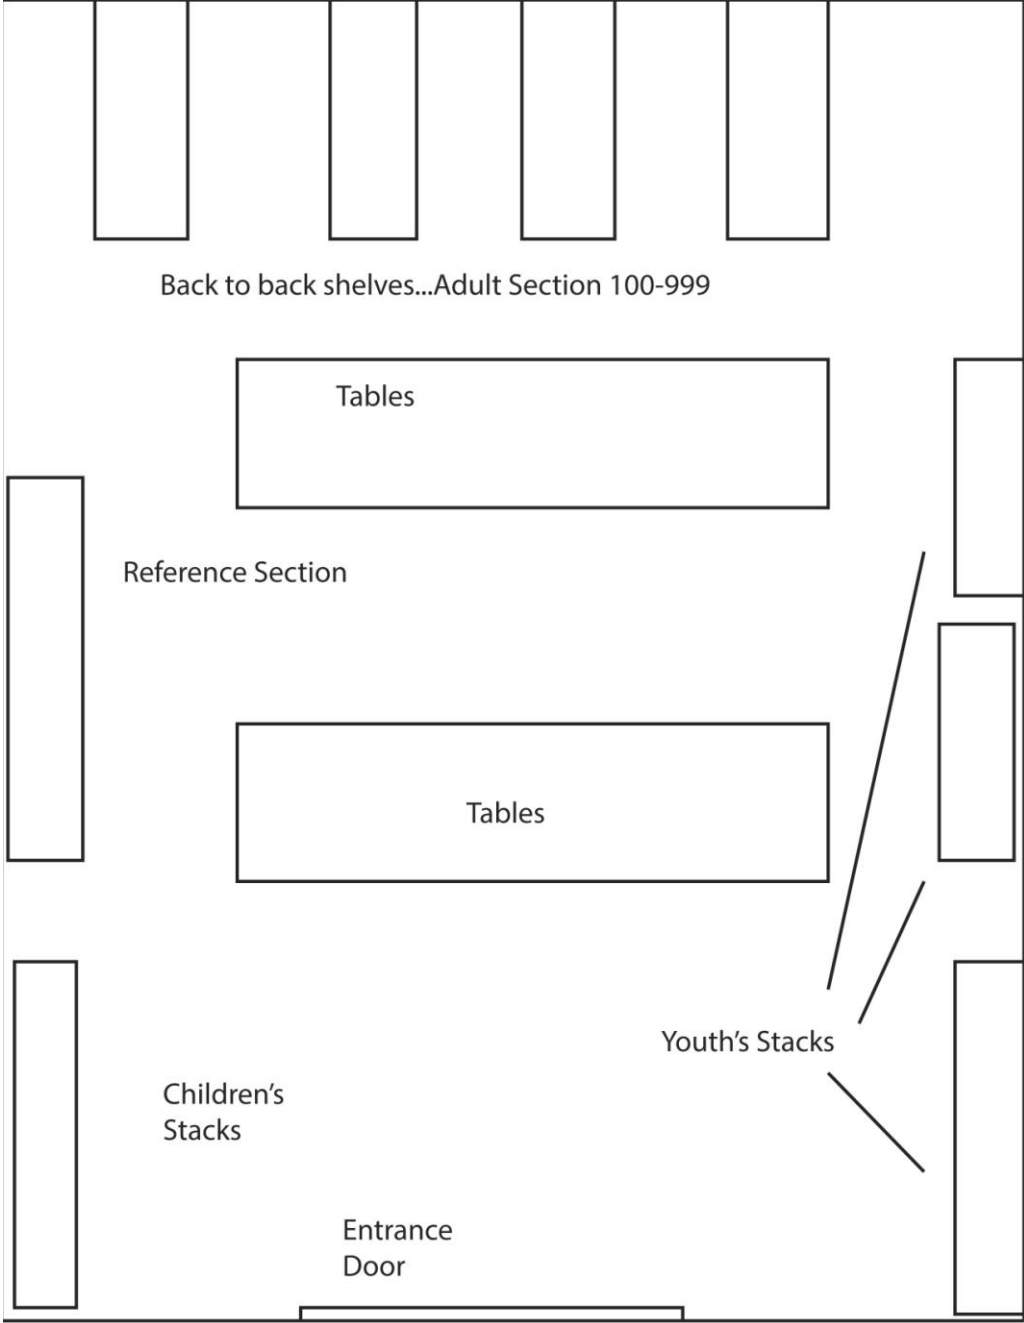 Back to back shelves...Adult Section 100-999
Tables
Reference Section
Tables
Youth’s Stacks
Children’s
Stacks
Entrance
Door